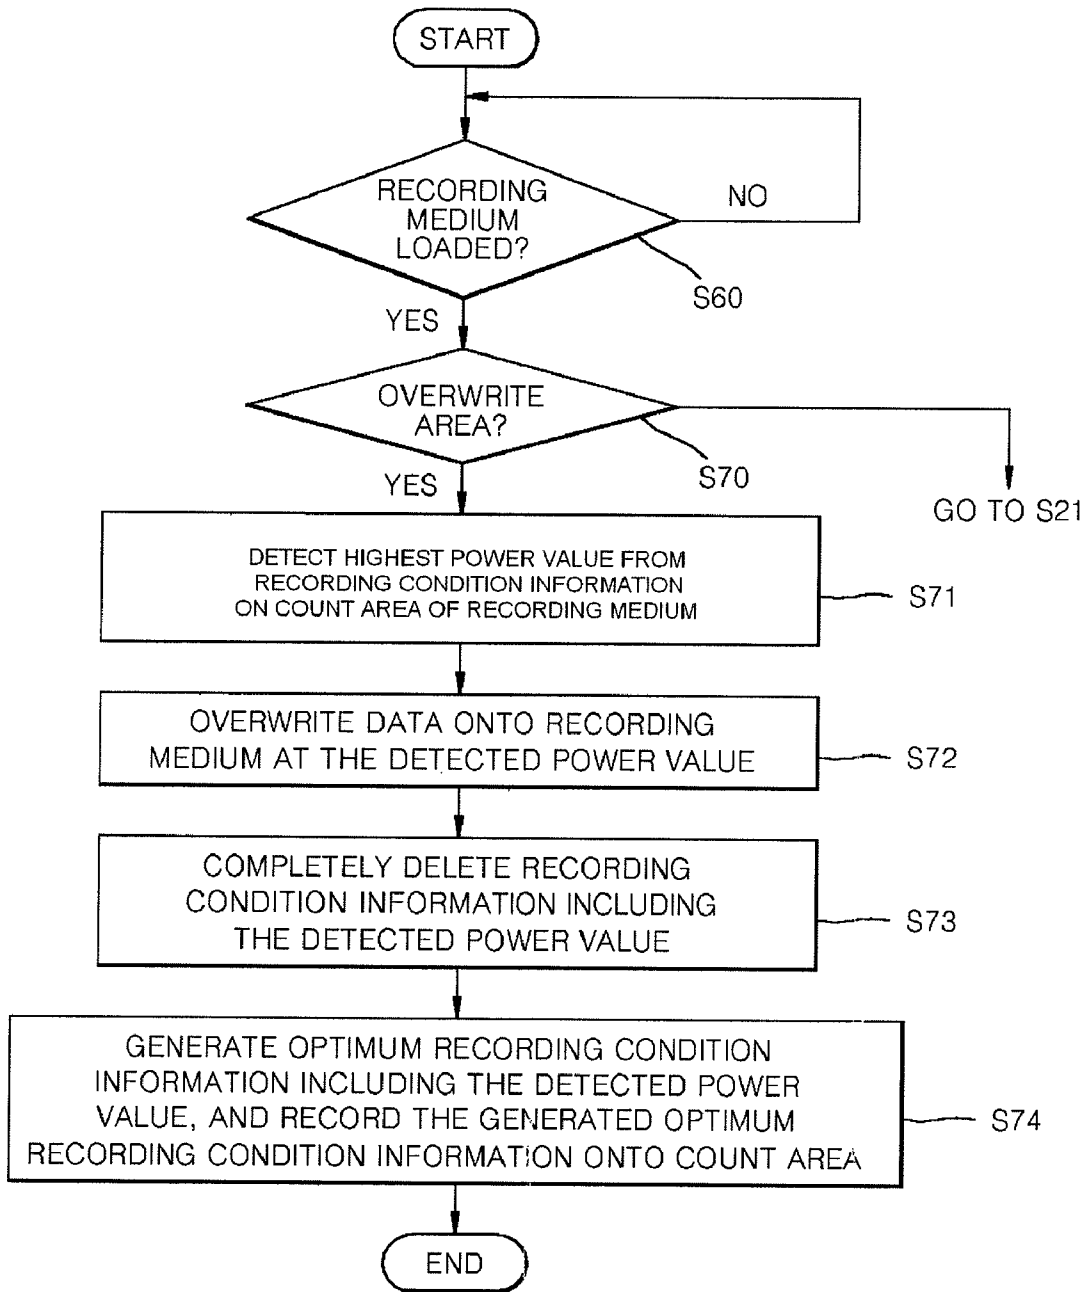 START
RECORDING
MEDIUM
LOADED?
NO
S60
YES
OVERWRITE
AREA?
S70
YES
GO TO S21
DETECT HIGHEST POWER VALUE FROM
RECORDING CONDITION INFORMATION
ON COUNT AREA OF RECORDING MEDIUM
S71
OVERWRITE DATA ONTO RECORDING
MEDIUM AT THE DETECTED POWER VALUE
S72
COMPLETELY DELETE RECORDING
CONDITION INFORMATION INCLUDING
THE DETECTED POWER VALUE
S73
GENERATE OPTIMUM RECORDING CONDITION
INFORMATION INCLUDING THE DETECTED POWER
VALUE, AND RECORD THE GENERATED OPTIMUM
RECORDING CONDITION INFORMATION ONTO COUNT AREA
S74
END